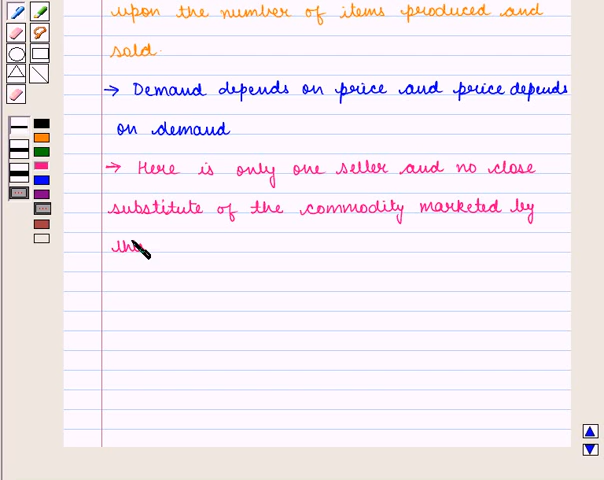 upon the number of items produced and
sold.
→ Demand depends on price and price depends
on demand
→ Here is only one seller and no close
substitute of the commodity marketed by